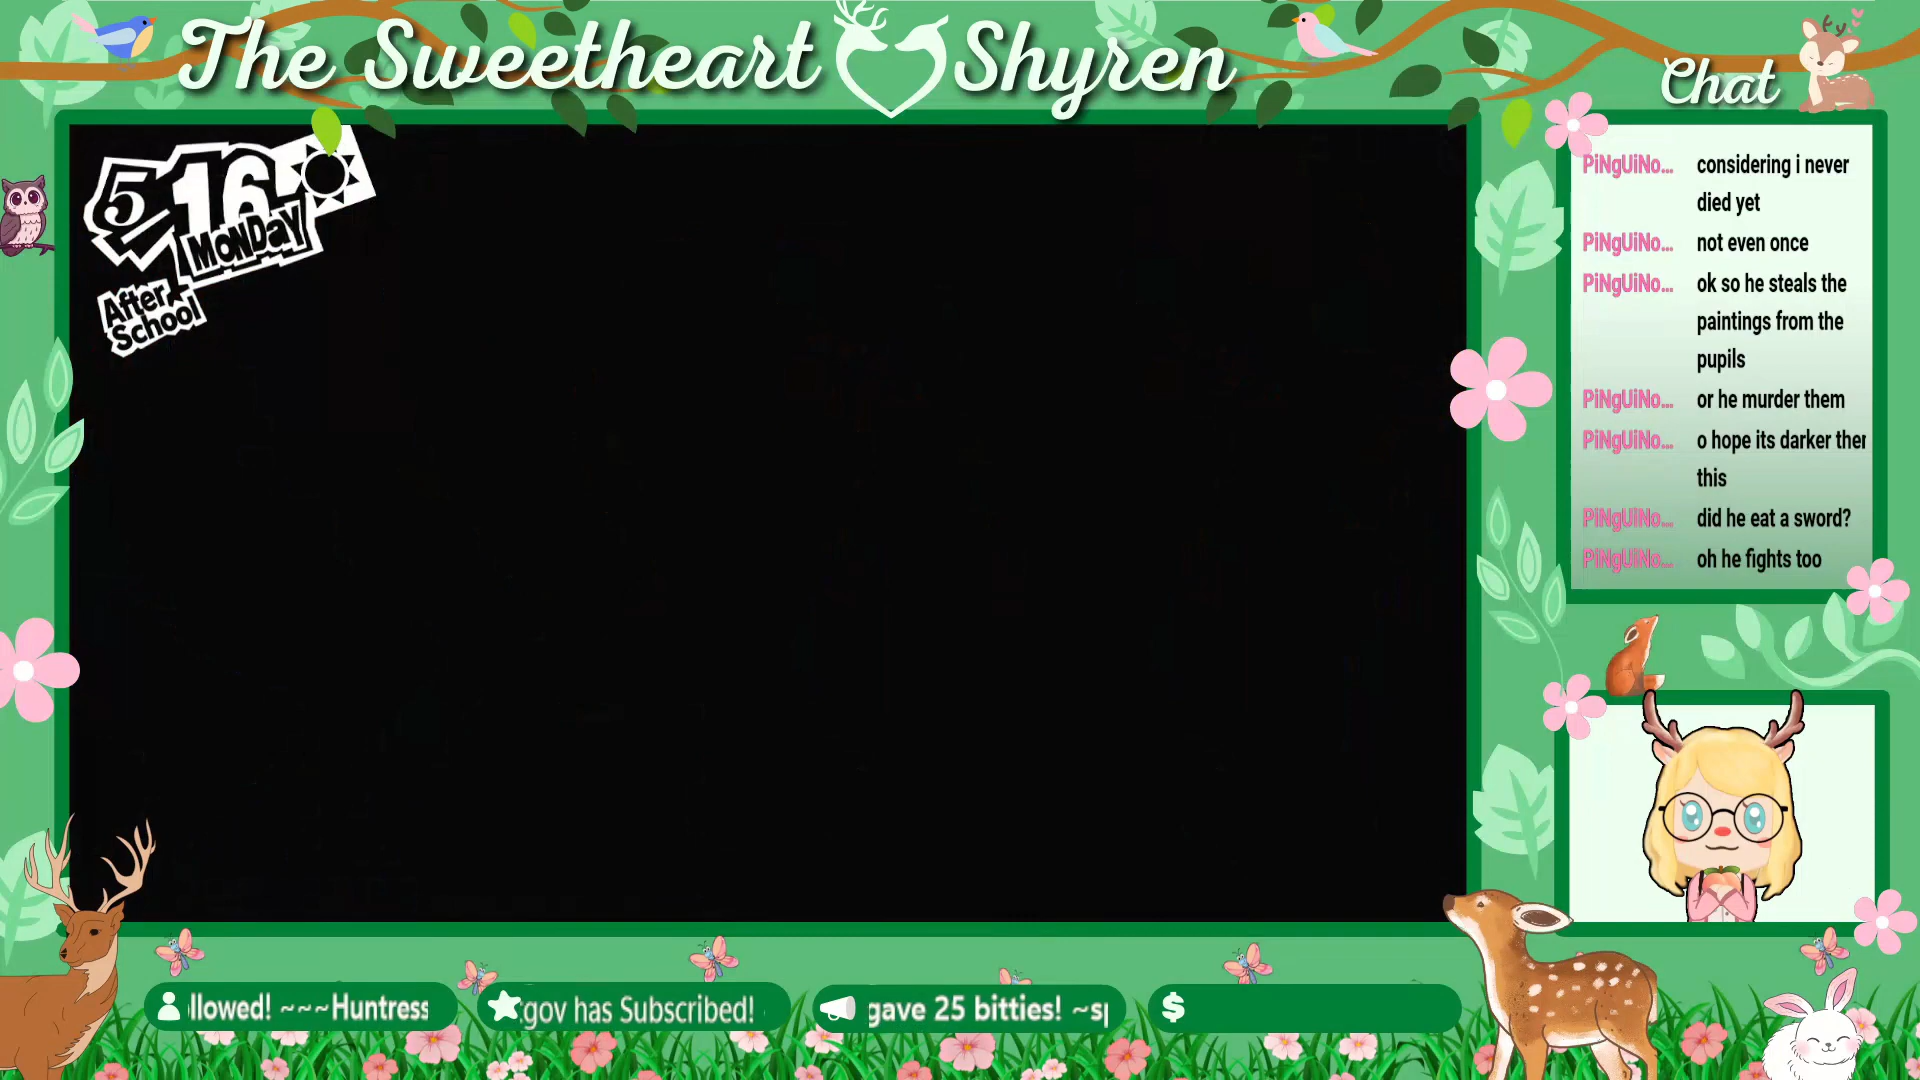 The Sweetheart Shyren
Chat
5/16
MONDAY
After
School
PiNgUiNo... considering i never
died yet
PiNgUiNo... not even once
PiNgUiNo... ok so he steals the
paintings from the
pupils
PiNgUiNo... or he murder them
PiNgUiNo... o hope its darker ther
this
PiNgUiNo... did he eat a sword?
PiNgUiNo... oh he fights too
llowed! ~~~Huntress
.gov has Subscribed!
gave 25 bitties! ~sp
$